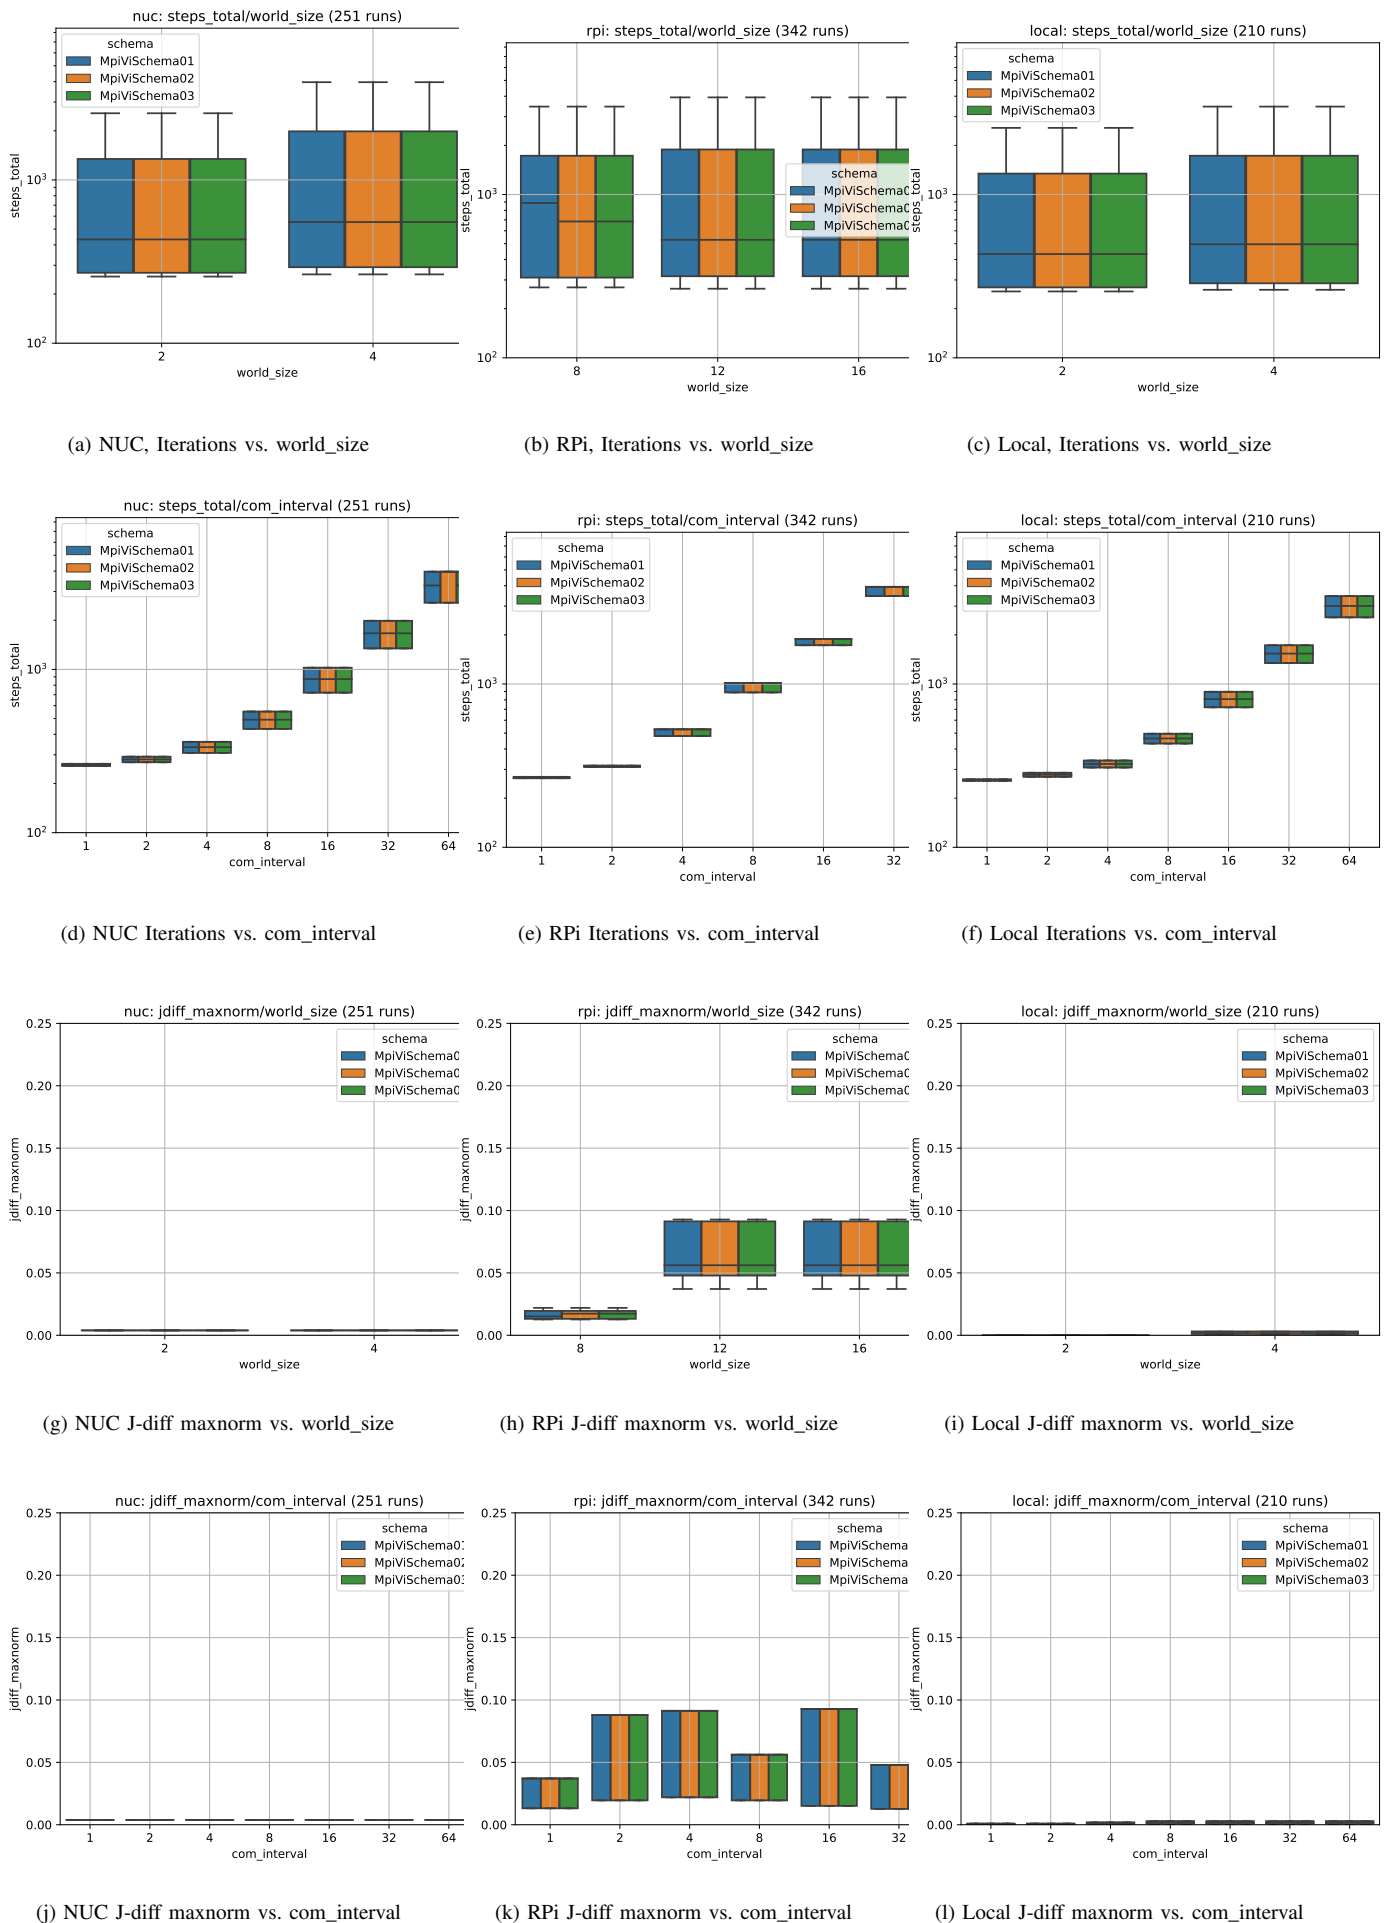 nuc: steps_total/world_size (251 runs)
schema
MpiViSchema01
MpiViSchema02
MpiViSchema03
steps_total
10³
10²
2 4
world_size
rpi: steps_total/world_size (342 runs)
schema
MpiViSchema0
MpiViSchema0
MpiViSchema0
steps_total
10³
10²
8 12 16
world_size
local: steps_total/world_size (210 runs)
schema
MpiViSchema01
MpiViSchema02
MpiViSchema03
steps_total
10³
10²
2 4
world_size
(a) NUC, Iterations vs. world_size
(b) RPi, Iterations vs. world_size
(c) Local, Iterations vs. world_size
nuc: steps_total/com_interval (251 runs)
schema
MpiViSchema01
MpiViSchema02
MpiViSchema03
steps_total
10³
10²
1 2 4 8 16 32 64
com_interval
rpi: steps_total/com_interval (342 runs)
schema
MpiViSchema01
MpiViSchema02
MpiViSchema03
steps_total
10³
10²
1 2 4 8 16 32
com_interval
local: steps_total/com_interval (210 runs)
schema
MpiViSchema01
MpiViSchema02
MpiViSchema03
steps_total
10³
10²
1 2 4 8 16 32 64
com_interval
(d) NUC Iterations vs. com_interval
(e) RPi Iterations vs. com_interval
(f) Local Iterations vs. com_interval
nuc: jdiff_maxnorm/world_size (251 runs)
schema
MpiViSchema0
MpiViSchema0
MpiViSchema0
jdiff_maxnorm
0.25
0.20
0.15
0.10
0.05
0.00
2 4
world_size
rpi: jdiff_maxnorm/world_size (342 runs)
schema
MpiViSchema0
MpiViSchema0
MpiViSchema0
jdiff_maxnorm
0.25
0.20
0.15
0.10
0.05
0.00
8 12 16
world_size
local: jdiff_maxnorm/world_size (210 runs)
schema
MpiViSchema01
MpiViSchema02
MpiViSchema03
jdiff_maxnorm
0.25
0.20
0.15
0.10
0.05
0.00
2 4
world_size
(g) NUC J-diff maxnorm vs. world_size
(h) RPi J-diff maxnorm vs. world_size
(i) Local J-diff maxnorm vs. world_size
nuc: jdiff_maxnorm/com_interval (251 runs)
schema
MpiViSchema01
MpiViSchema02
MpiViSchema03
jdiff_maxnorm
0.25
0.20
0.15
0.10
0.05
0.00
1 2 4 8 16 32 64
com_interval
rpi: jdiff_maxnorm/com_interval (342 runs)
schema
MpiViSchema
MpiViSchema
MpiViSchema
jdiff_maxnorm
0.25
0.20
0.15
0.10
0.05
0.00
1 2 4 8 16 32
com_interval
local: jdiff_maxnorm/com_interval (210 runs)
schema
MpiViSchema01
MpiViSchema02
MpiViSchema03
jdiff_maxnorm
0.25
0.20
0.15
0.10
0.05
0.00
1 2 4 8 16 32 64
com_interval
(j) NUC J-diff maxnorm vs. com_interval
(k) RPi J-diff maxnorm vs. com_interval
(l) Local J-diff maxnorm vs. com_interval